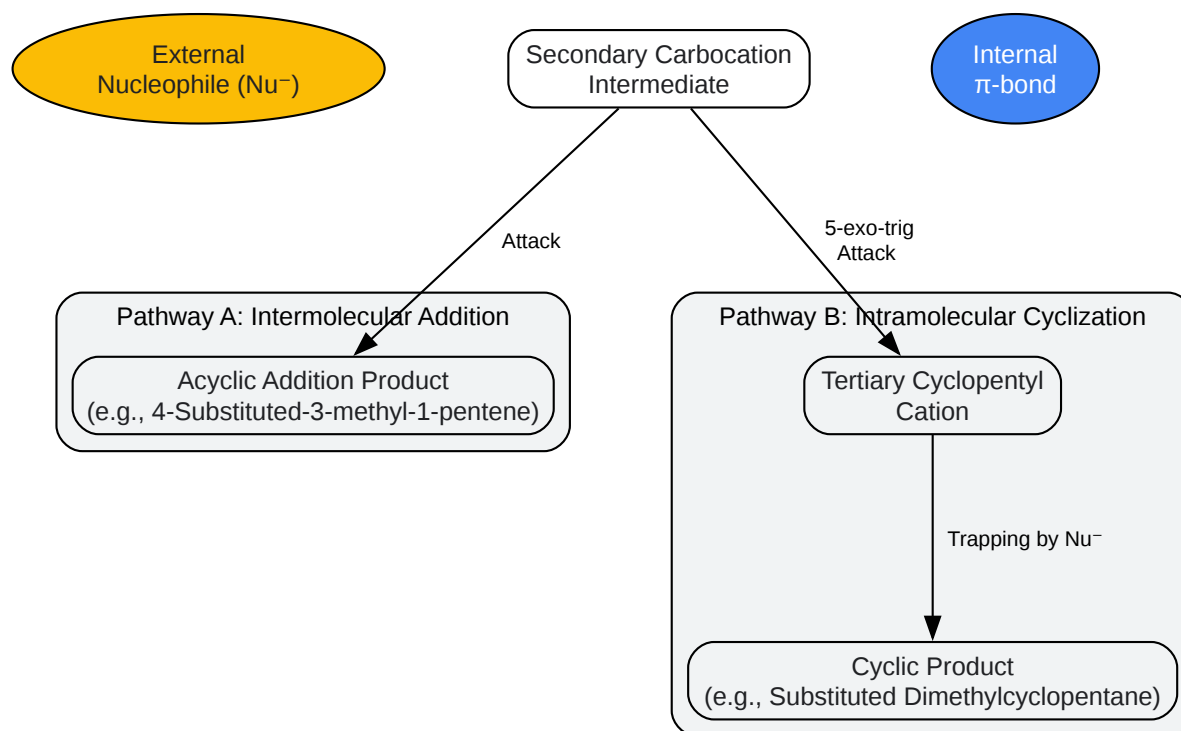 External
Nucleophile (Nu⁻)
Secondary Carbocation
Intermediate
Internal
π-bond
Attack
5-exo-trig
Attack
Pathway A: Intermolecular Addition
Acyclic Addition Product
(e.g., 4-Substituted-3-methyl-1-pentene)
Pathway B: Intramolecular Cyclization
Tertiary Cyclopentyl
Cation
Trapping by Nu⁻
Cyclic Product
(e.g., Substituted Dimethylcyclopentane)